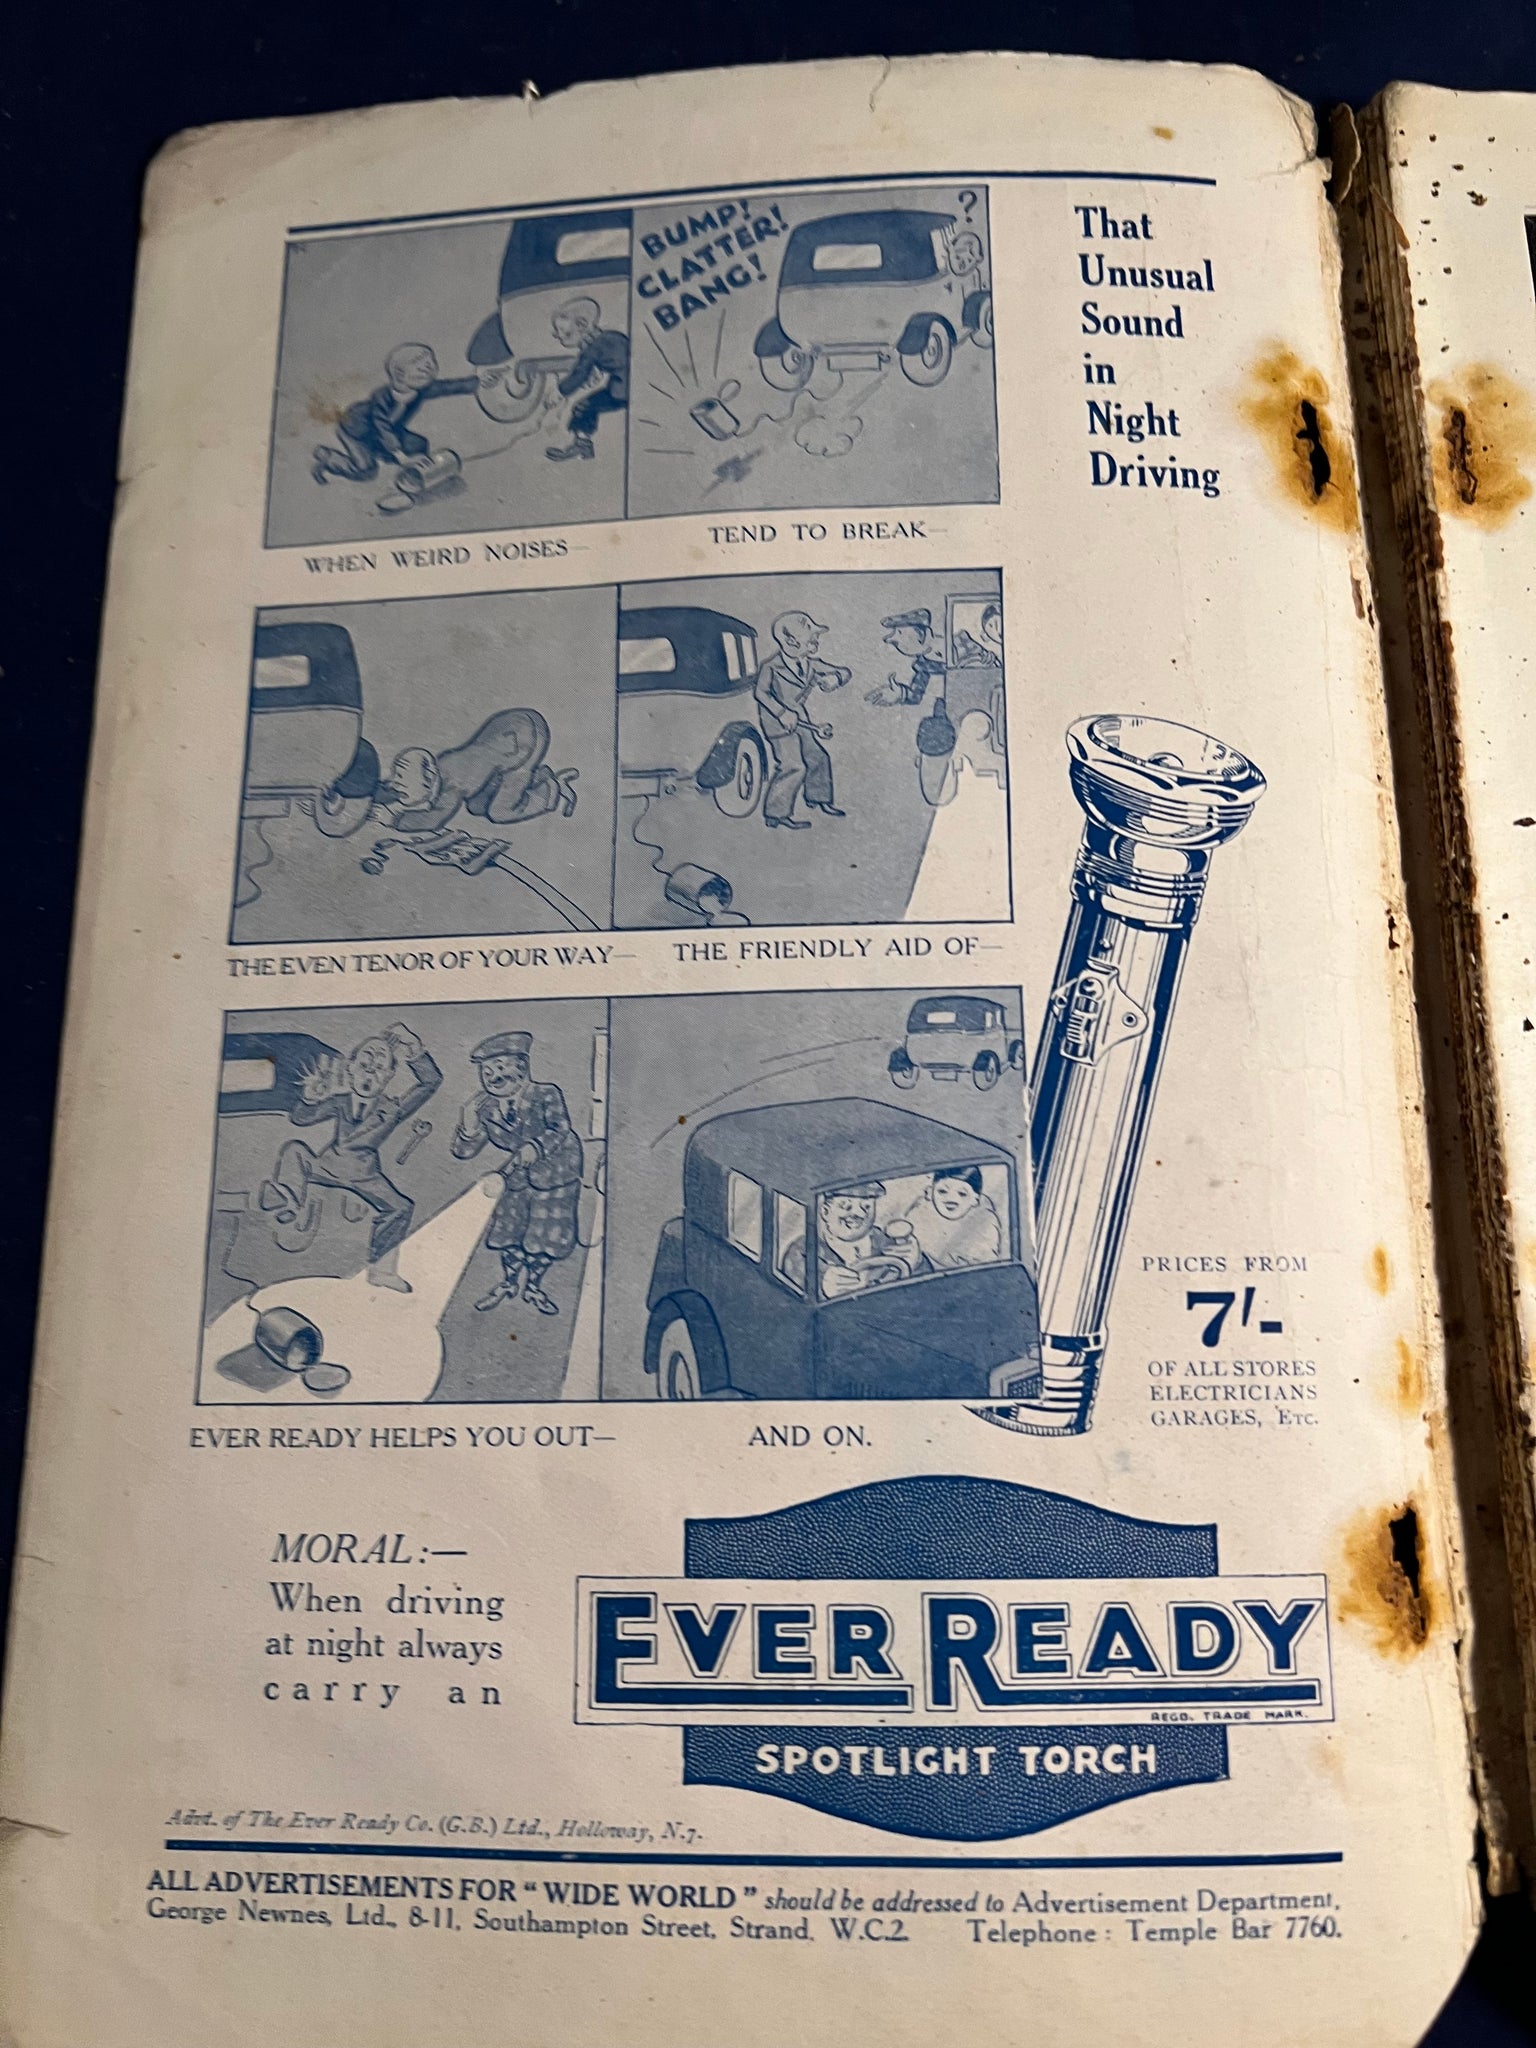 BUMP!
CLATTER!
BANG!
?
That
Unusual
Sound
in
Night
Driving
WHEN WEIRD NOISES—
TEND TO BREAK—
THE EVEN TENOR OF YOUR WAY—
THE FRIENDLY AID OF—
EVER READY HELPS YOU OUT—
AND ON.
PRICES FROM
7/-
OF ALL STORES
ELECTRICIANS
GARAGES, ETC.
MORAL:—
When driving
at night always
carry an
EVER READY
REGD. TRADE MARK.
SPOTLIGHT TORCH
Advt. of The Ever Ready Co. (G.B.) Ltd., Holloway, N.7.
ALL ADVERTISEMENTS FOR "WIDE WORLD" should be addressed to Advertisement Department,
George Newnes, Ltd., 8-11, Southampton Street, Strand, W.C.2. Telephone: Temple Bar 7760.